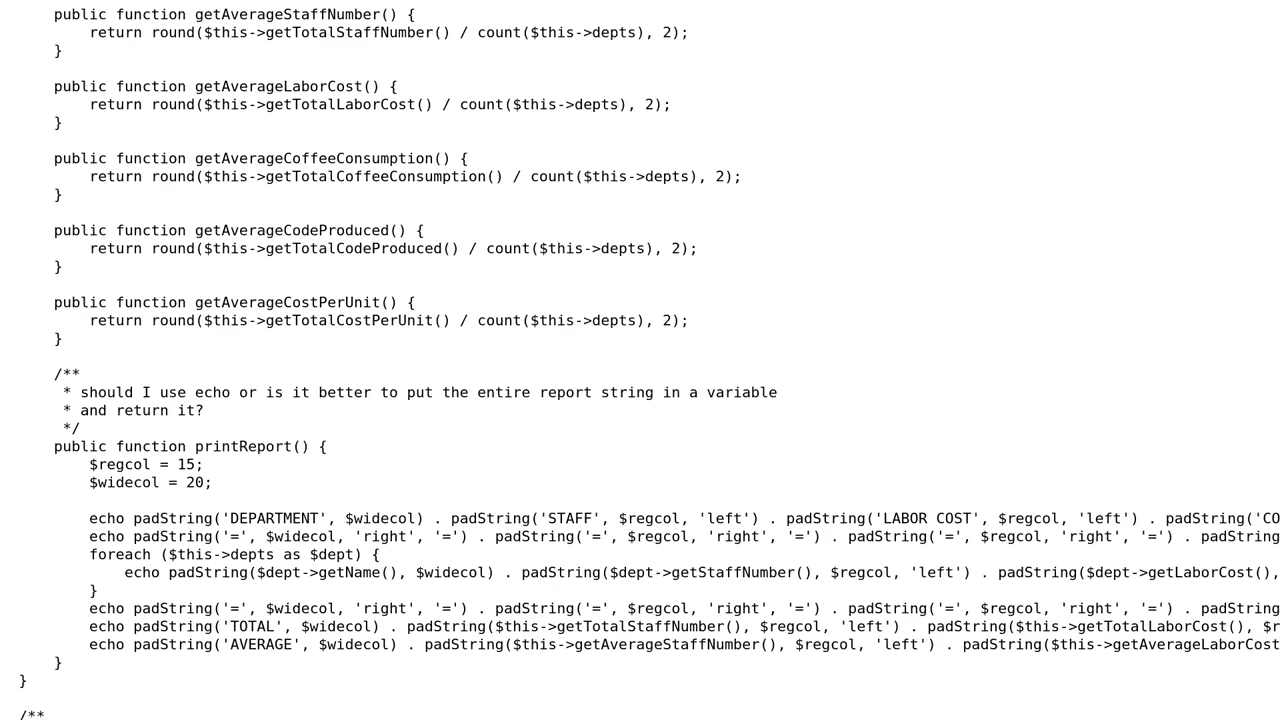 public function getAverageStaffNumber() {
return round($this->getTotalStaffNumber() / count($this->depts), 2);
}
public function getAverageLaborCost() {
return round($this->getTotalLaborCost() / count($this->depts), 2);
}
public function getAverageCoffeeConsumption() {
return round($this->getTotalCoffeeConsumption() / count($this->depts), 2);
}
public function getAverageCodeProduced() {
return round($this->getTotalCodeProduced() / count($this->depts), 2);
}
public function getAverageCostPerUnit() {
return round($this->getTotalCostPerUnit() / count($this->depts), 2);
}
/**
* should I use echo or is it better to put the entire report string in a variable
* and return it?
*/
public function printReport() {
$regcol = 15;
$widecol = 20;
echo padString('DEPARTMENT', $widecol) . padString('STAFF', $regcol, 'left') . padString('LABOR COST', $regcol, 'left') . padString('CO
echo padString('=', $widecol, 'right', '=') . padString('=', $regcol, 'right', '=') . padString('=', $regcol, 'right', '=') . padString
foreach ($this->depts as $dept) {
echo padString($dept->getName(), $widecol) . padString($dept->getStaffNumber(), $regcol, 'left') . padString($dept->getLaborCost(),
}
echo padString('=', $widecol, 'right', '=') . padString('=', $regcol, 'right', '=') . padString('=', $regcol, 'right', '=') . padString
echo padString('TOTAL', $widecol) . padString($this->getTotalStaffNumber(), $regcol, 'left') . padString($this->getTotalLaborCost(), $r
echo padString('AVERAGE', $widecol) . padString($this->getAverageStaffNumber(), $regcol, 'left') . padString($this->getAverageLaborCost
}
}
/**